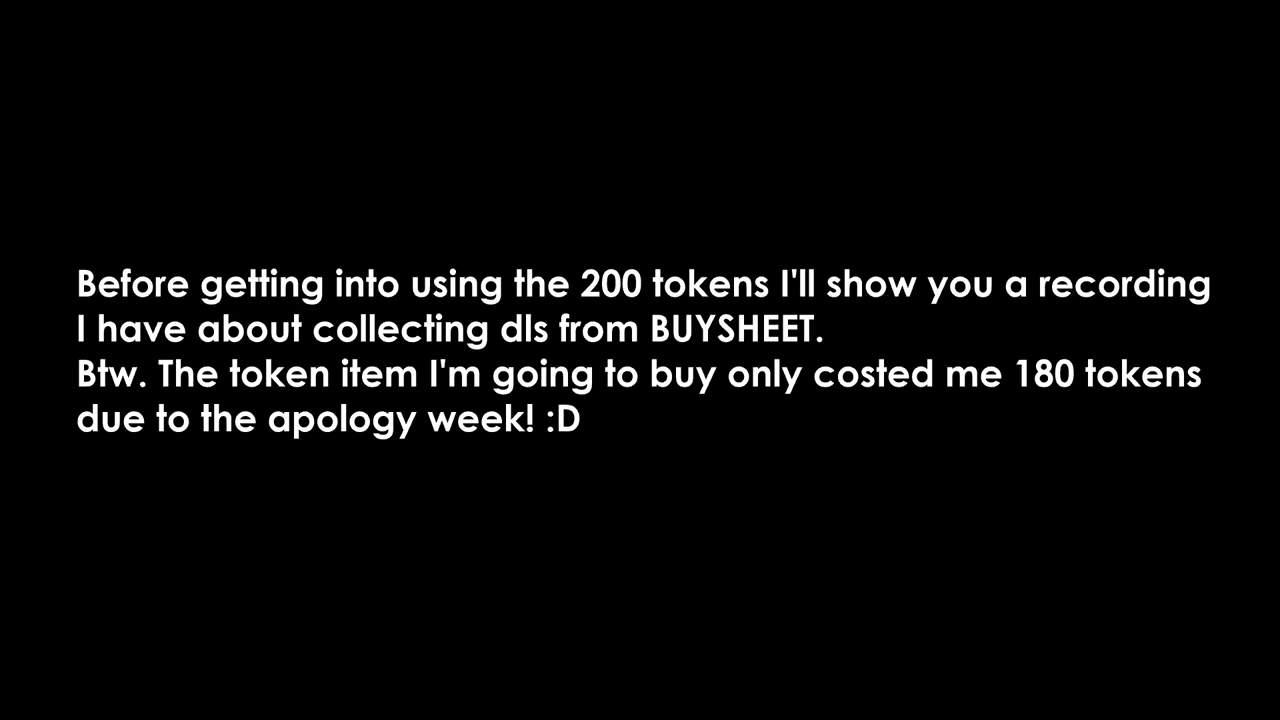 Before getting into using the 200 tokens I'll show you a recording
I have about collecting dls from BUYSHEET.
Btw. The token item I'm going to buy only costed me 180 tokens
due to the apology week! :D